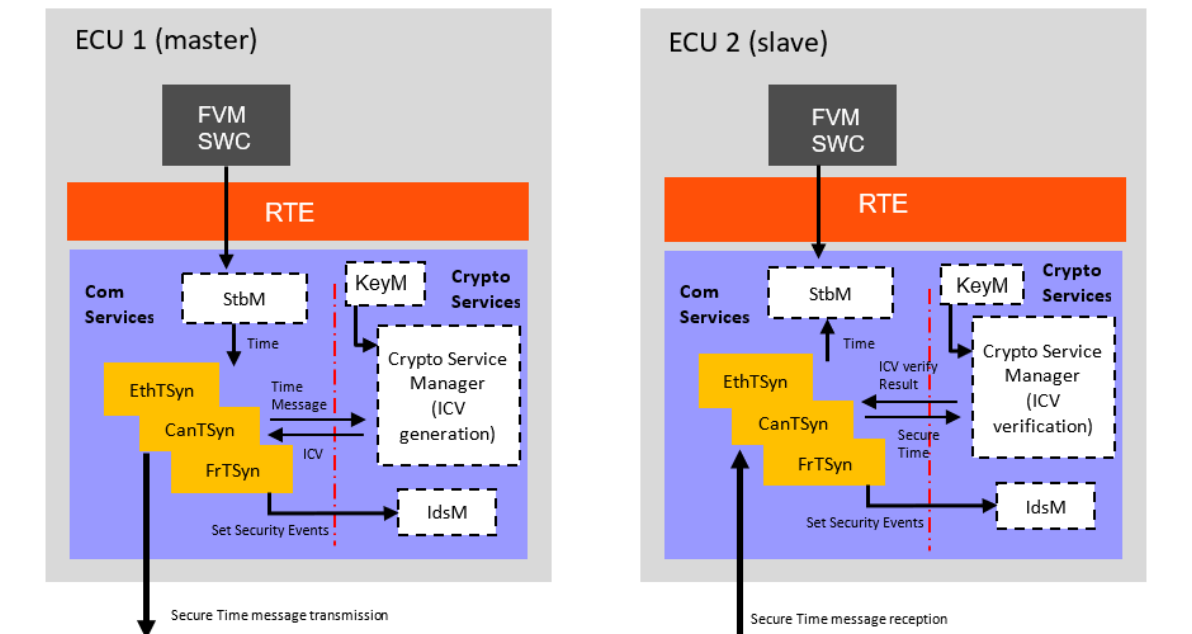 ECU 1 (master)
FVM
SWC
RTE
Com
Services
StbM
KeyM
Crypto
Services
Time
Crypto Service
Manager
(ICV
generation)
EthTSyn
CanTSyn
FrTSyn
Time
Message
ICV
IdsM
Set Security Events
Secure Time message transmission
ECU 2 (slave)
FVM
SWC
RTE
Com
Services
StbM
KeyM
Crypto
Services
Time
Crypto Service
Manager
(ICV
verification)
EthTSyn
CanTSyn
FrTSyn
ICV verify
Result
Secure
Time
IdsM
Set Security Events
Secure Time message reception